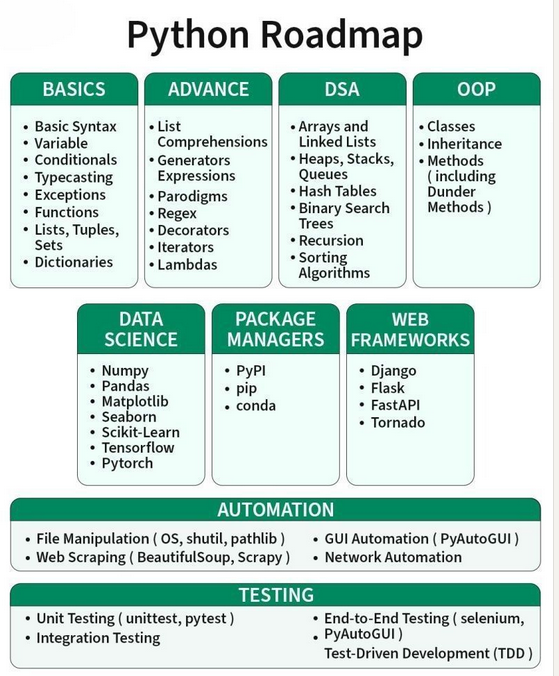 Python Roadmap
BASICS
• Basic Syntax
• Variable
• Conditionals
• Typecasting
• Exceptions
• Functions
• Lists, Tuples,
Sets
• Dictionaries
ADVANCE
• List
Comprehensions
• Generators
Expressions
• Parodigms
• Regex
• Decorators
• Iterators
• Lambdas
DSA
• Arrays and
Linked Lists
• Heaps, Stacks,
Queues
• Hash Tables
• Binary Search
Trees
• Recursion
• Sorting
Algorithms
OOP
• Classes
• Inheritance
• Methods
( including
Dunder
Methods )
DATA
SCIENCE
• Numpy
• Pandas
• Matplotlib
• Seaborn
• Scikit-Learn
• Tensorflow
• Pytorch
PACKAGE
MANAGERS
• PyPI
• pip
• conda
WEB
FRAMEWORKS
• Django
• Flask
• FastAPI
• Tornado
AUTOMATION
• File Manipulation ( OS, shutil, pathlib )
• Web Scraping ( BeautifulSoup, Scrapy )
• GUI Automation ( PyAutoGUI )
• Network Automation
TESTING
• Unit Testing ( unittest, pytest )
• Integration Testing
• End-to-End Testing ( selenium,
• PyAutoGUI )
Test-Driven Development (TDD )